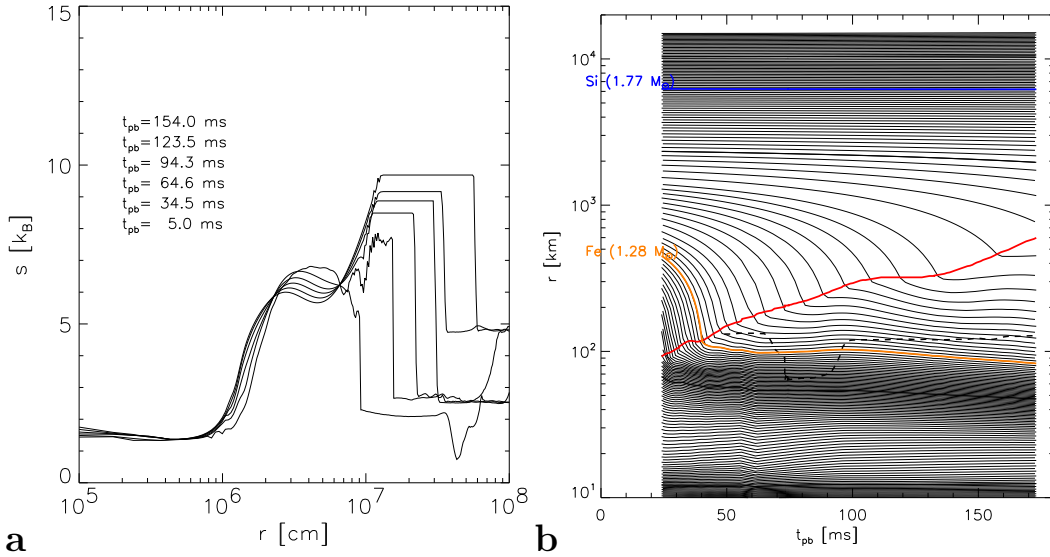 15
10
5
0
s [k_B]
t_pb=154.0 ms
t_pb=123.5 ms
t_pb= 94.3 ms
t_pb= 64.6 ms
t_pb= 34.5 ms
t_pb= 5.0 ms
10^5
10^6
10^7
10^8
r [cm]
a
10^4
10^3
10^2
10^1
r [km]
Si (1.77 M_⊙)
Fe (1.28 M_⊙)
0
50
100
150
t_pb [ms]
b